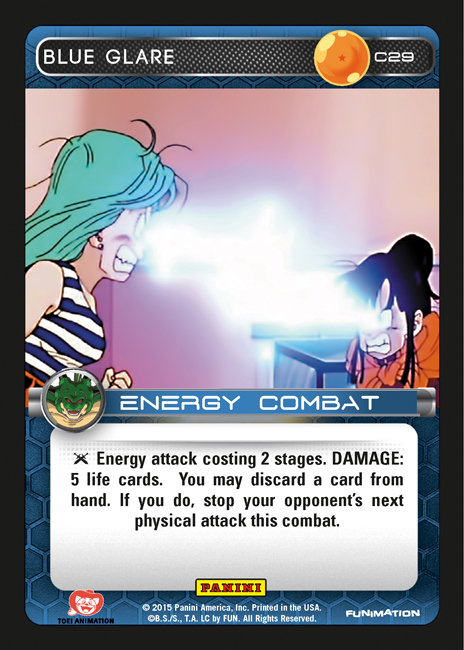 BLUE GLARE
C29
ENERGY COMBAT
Energy attack costing 2 stages. DAMAGE:
5 life cards. You may discard a card from
hand. If you do, stop your opponent's next
physical attack this combat.
PANINI
© 2015 Panini America, Inc. Printed in the USA.
©B.S./S., T.A. LC by FUN. All Rights Reserved.
TOEI ANIMATION
FUNIMATION